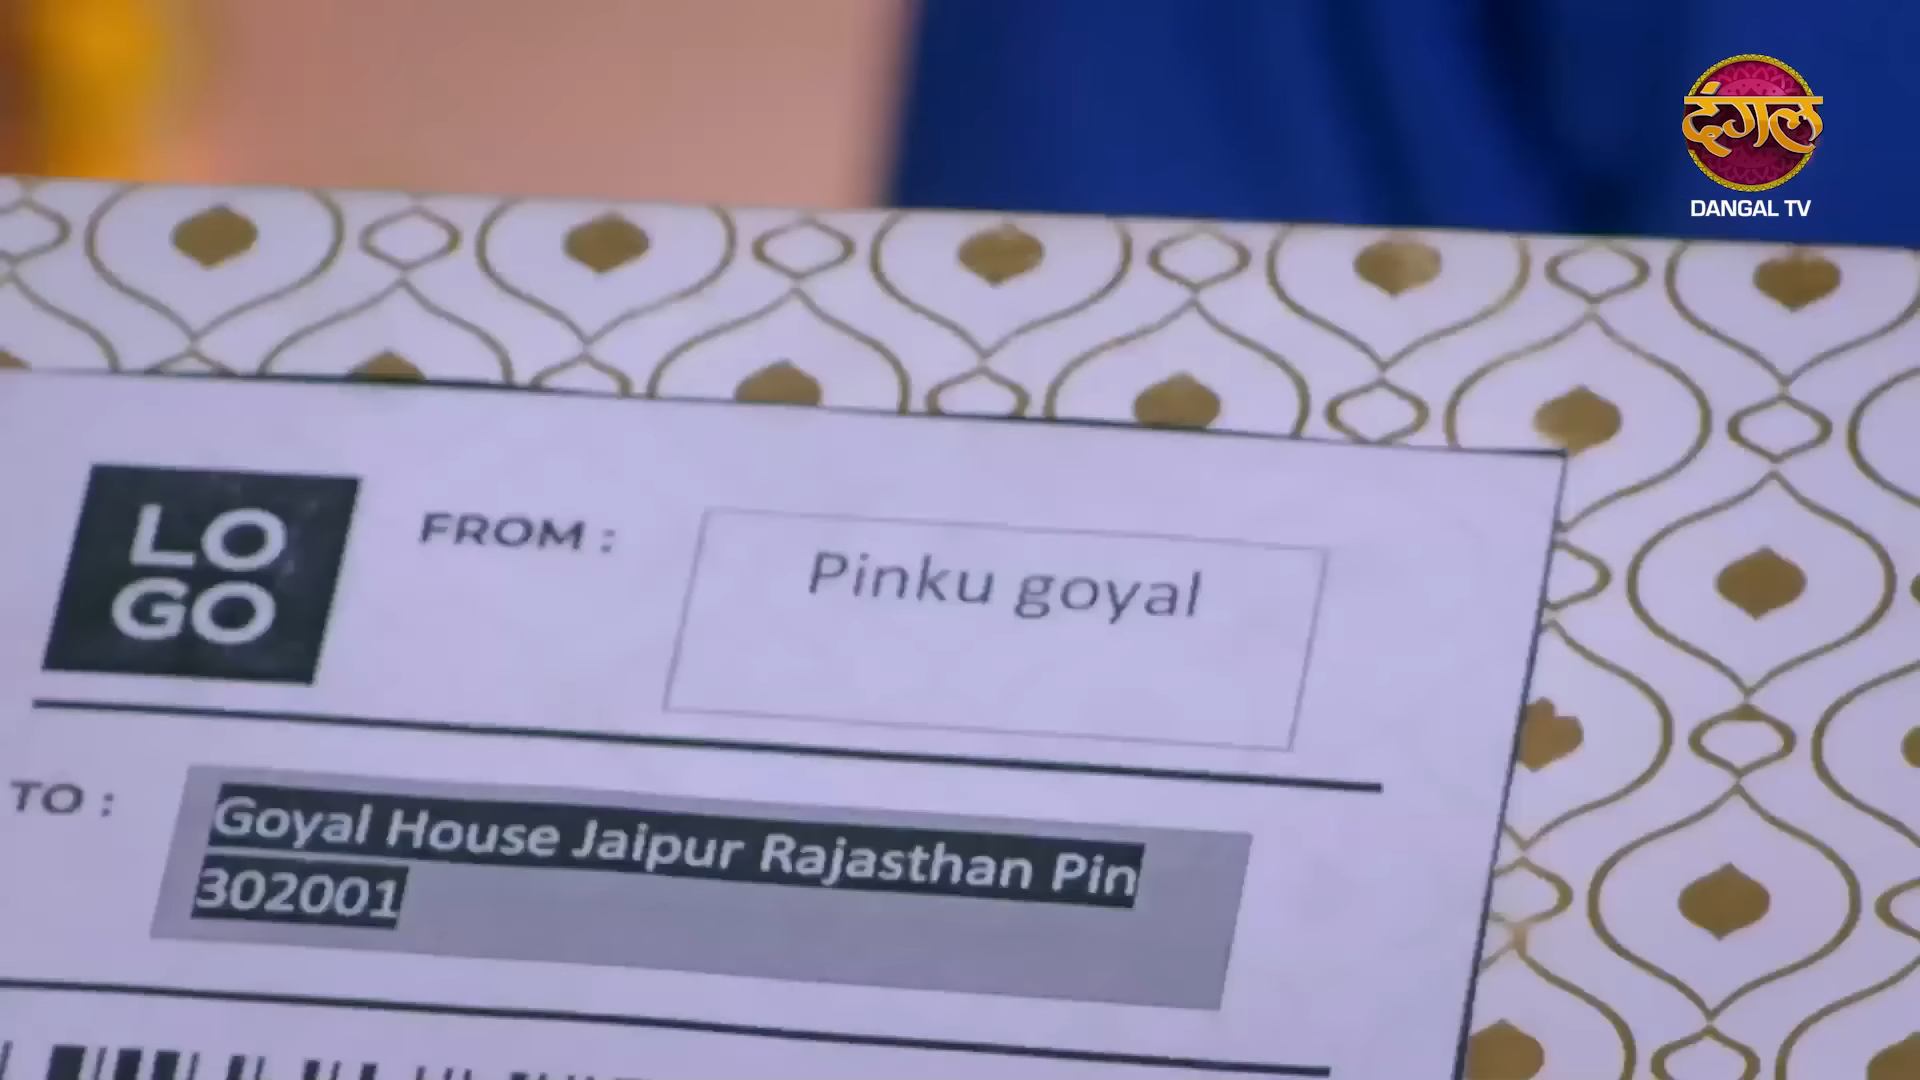 दंगल
DANGAL TV
LO
GO
FROM :
Pinku goyal
TO :
Goyal House Jaipur Rajasthan Pin
302001